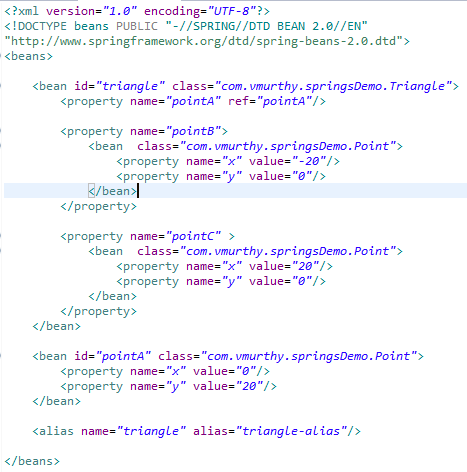 <?xml version="1.0" encoding="UTF-8"?>
<!DOCTYPE beans PUBLIC "-//SPRING//DTD BEAN 2.0//EN"
"http://www.springframework.org/dtd/spring-beans-2.0.dtd">
<beans>
<bean id="triangle" class="com.vmurthy.springsDemo.Triangle">
<property name="pointA" ref="pointA"/>
<property name="pointB">
<bean  class="com.vmurthy.springsDemo.Point">
<property name="x" value="-20"/>
<property name="y" value="0"/>
</bean>
</property>
<property name="pointC" >
<bean  class="com.vmurthy.springsDemo.Point">
<property name="x" value="20"/>
<property name="y" value="0"/>
</bean>
</property>
</bean>
<bean id="pointA" class="com.vmurthy.springsDemo.Point">
<property name="x" value="0"/>
<property name="y" value="20"/>
</bean>
<alias name="triangle" alias="triangle-alias"/>
</beans>